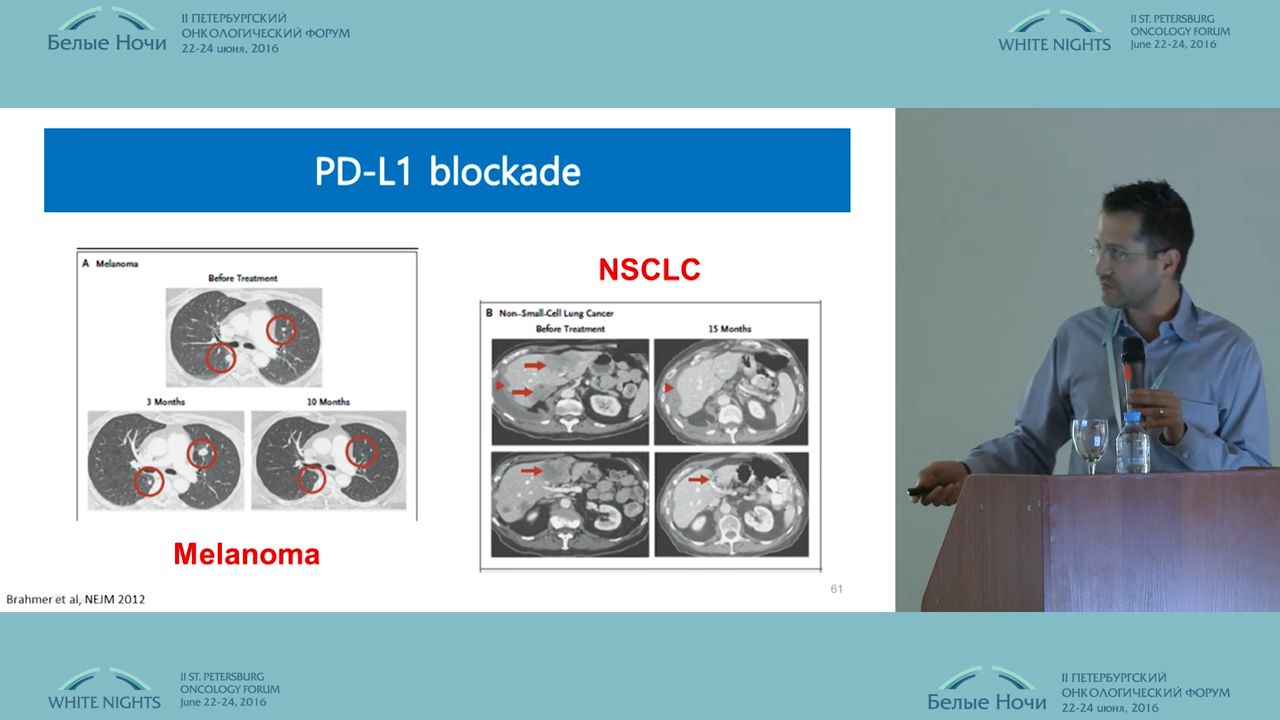 Белые Ночи
II ПЕТЕРБУРГСКИЙ
ОНКОЛОГИЧЕСКИЙ ФОРУМ
22-24 июня, 2016
WHITE NIGHTS
II ST. PETERSBURG
ONCOLOGY FORUM
June 22-24, 2016
PD-L1 blockade
A Melanoma
Before Treatment
3 Months
10 Months
Melanoma
NSCLC
B Non–Small-Cell Lung Cancer
Before Treatment
15 Months
61
Brahmer et al, NEJM 2012
WHITE NIGHTS
II ST. PETERSBURG
ONCOLOGY FORUM
June 22-24, 2016
Белые Ночи
II ПЕТЕРБУРГСКИЙ
ОНКОЛОГИЧЕСКИЙ ФОРУМ
22-24 июня, 2016